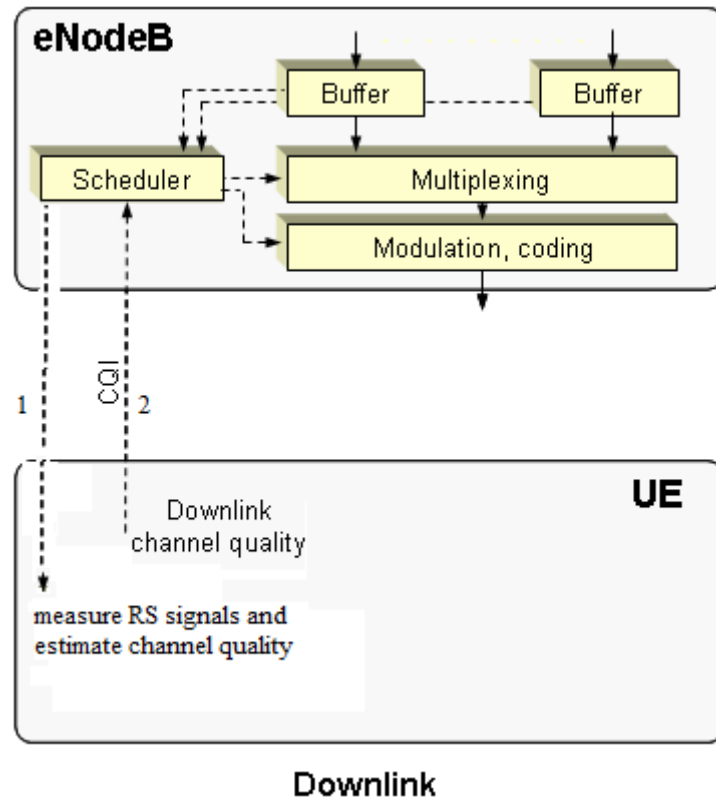 eNodeB
Buffer
Buffer
Scheduler
Multiplexing
Modulation, coding
CQI
1
2
UE
Downlink
channel quality
measure RS signals and
estimate channel quality
Downlink